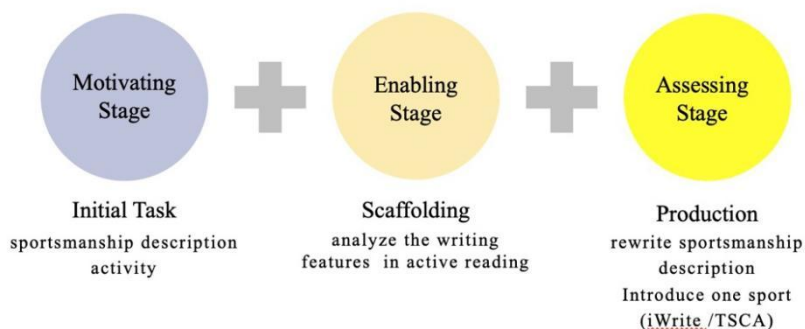 Motivating
Stage
Enabling
Stage
Assessing
Stage
Initial Task
sportsmanship description
activity
Scaffolding
analyze the writing
features in active reading
Production
rewrite sportsmanship
description
Introduce one sport
(iWrite /TSCA)